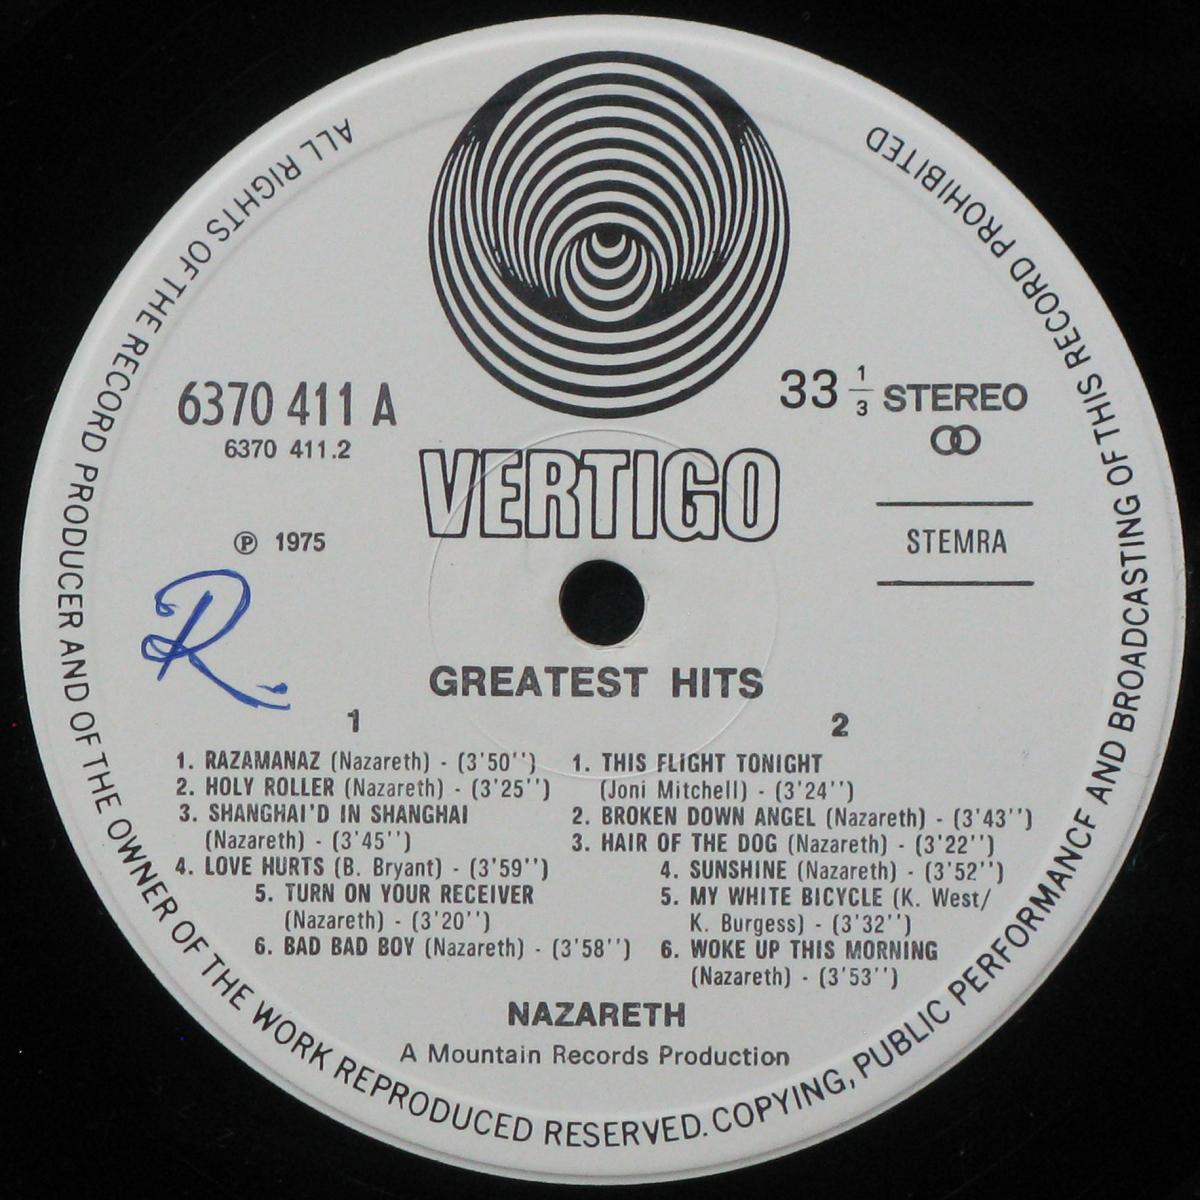 ALL RIGHTS OF THE RECORD PRODUCER AND OF THE OWNER OF THE WORK REPRODUCED RESERVED. COPYING, PUBLIC PERFORMANCE AND BROADCASTING OF THIS RECORD PROHIBITED
6370 411 A
6370 411.2
33 1/3 STEREO
VERTIGO
℗ 1975
STEMRA
R
GREATEST HITS
1
1. RAZAMANAZ (Nazareth) - (3'50'')
2. HOLY ROLLER (Nazareth) - (3'25'')
3. SHANGHAI'D IN SHANGHAI
(Nazareth) - (3'45'')
4. LOVE HURTS (B. Bryant) - (3'59'')
5. TURN ON YOUR RECEIVER
(Nazareth) - (3'20'')
6. BAD BAD BOY (Nazareth) - (3'58'')
2
1. THIS FLIGHT TONIGHT
(Joni Mitchell) - (3'24'')
2. BROKEN DOWN ANGEL (Nazareth) - (3'43'')
3. HAIR OF THE DOG (Nazareth) - (3'22'')
4. SUNSHINE (Nazareth) - (3'52'')
5. MY WHITE BICYCLE (K. West/
K. Burgess) - (3'32'')
6. WOKE UP THIS MORNING
(Nazareth) - (3'53'')
NAZARETH
A Mountain Records Production